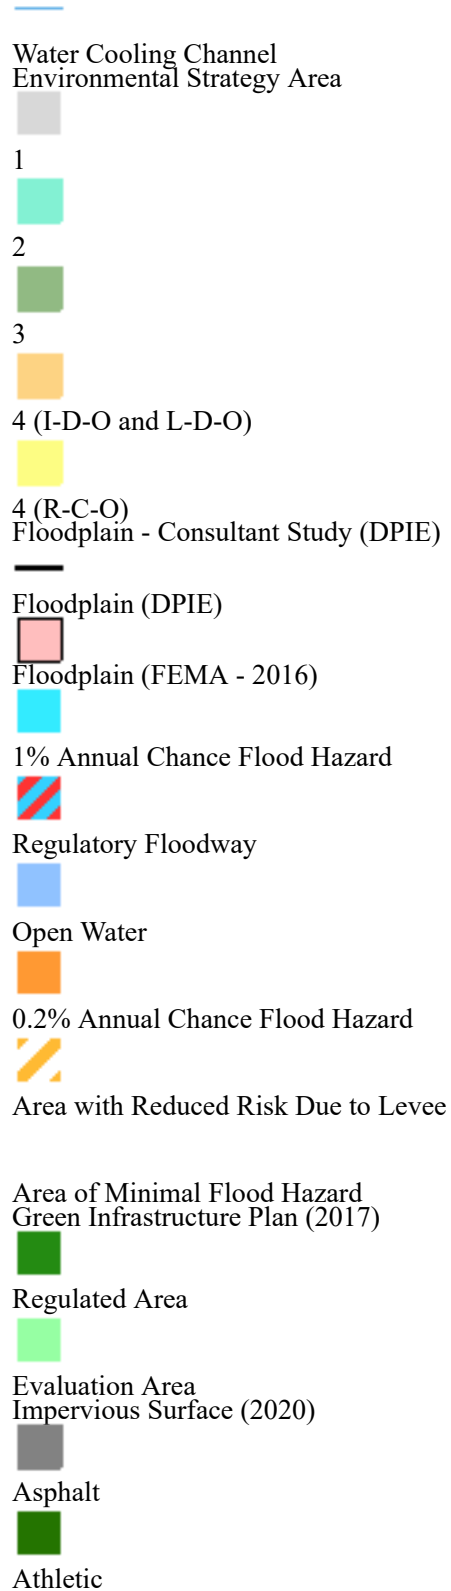 Water Cooling Channel
Environmental Strategy Area
1
2
3
4 (I-D-O and L-D-O)
4 (R-C-O)
Floodplain - Consultant Study (DPIE)
Floodplain (DPIE)
Floodplain (FEMA - 2016)
1% Annual Chance Flood Hazard
Regulatory Floodway
Open Water
0.2% Annual Chance Flood Hazard
Area with Reduced Risk Due to Levee
Area of Minimal Flood Hazard
Green Infrastructure Plan (2017)
Regulated Area
Evaluation Area
Impervious Surface (2020)
Asphalt
Athletic